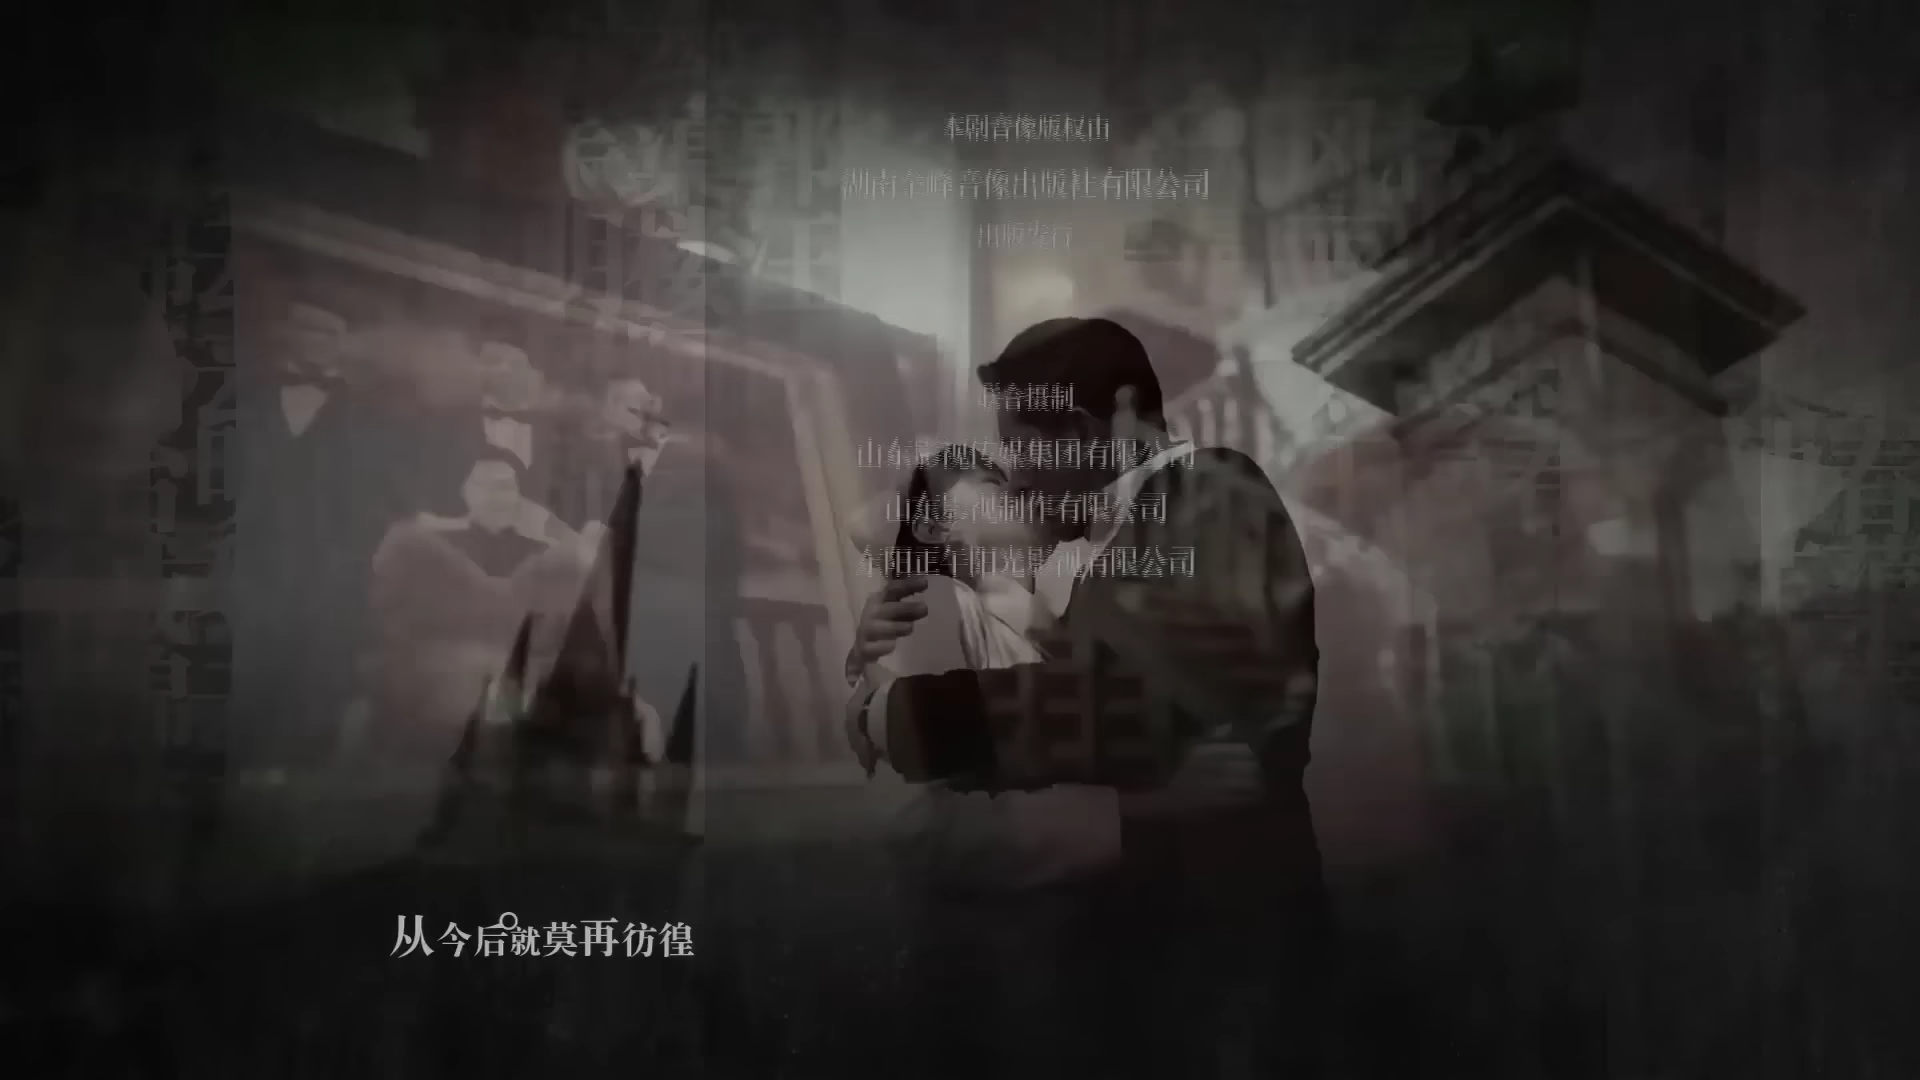 本剧音像版权由
湖南金峰音像出版社有限公司
出版发行
联合摄制
山东影视传媒集团有限公司
山东影视制作有限公司
东阳正午阳光影视有限公司
从今后就莫再彷徨